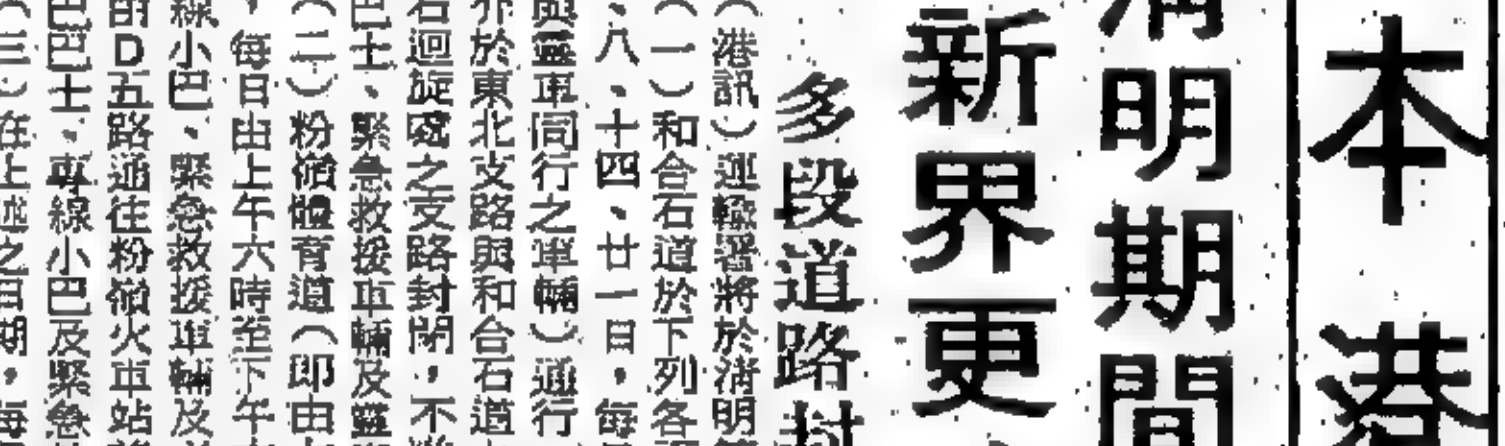 本港
清明期間
新界更
多段道路封
（港訊）運輸署將於清明
（一）和合石道於下列各
、八、十四、廿一日，每
與靈車同行之車輛）通行
介於東北支路與和合石道
石迴旋處之支路封閉，不
巴士、緊急救援車輛及靈
（二）粉嶺體育道（即由
，每日由上午六時至下午
線小巴、緊急救援車輛及
由D五路通往粉嶺火車站
巴巴士、專線小巴及緊急
（三）在上述之日期，每